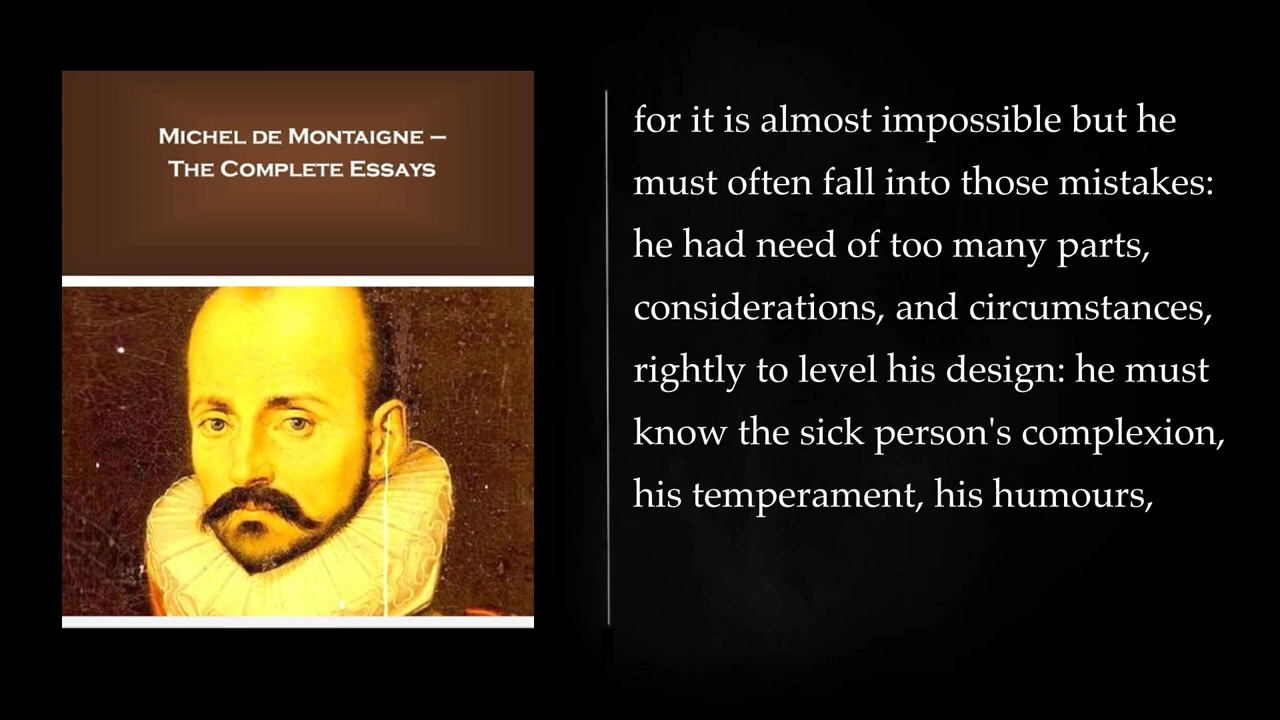 MICHEL DE MONTAIGNE –
THE COMPLETE ESSAYS
for it is almost impossible but he
must often fall into those mistakes:
he had need of too many parts,
considerations, and circumstances,
rightly to level his design: he must
know the sick person's complexion,
his temperament, his humours,